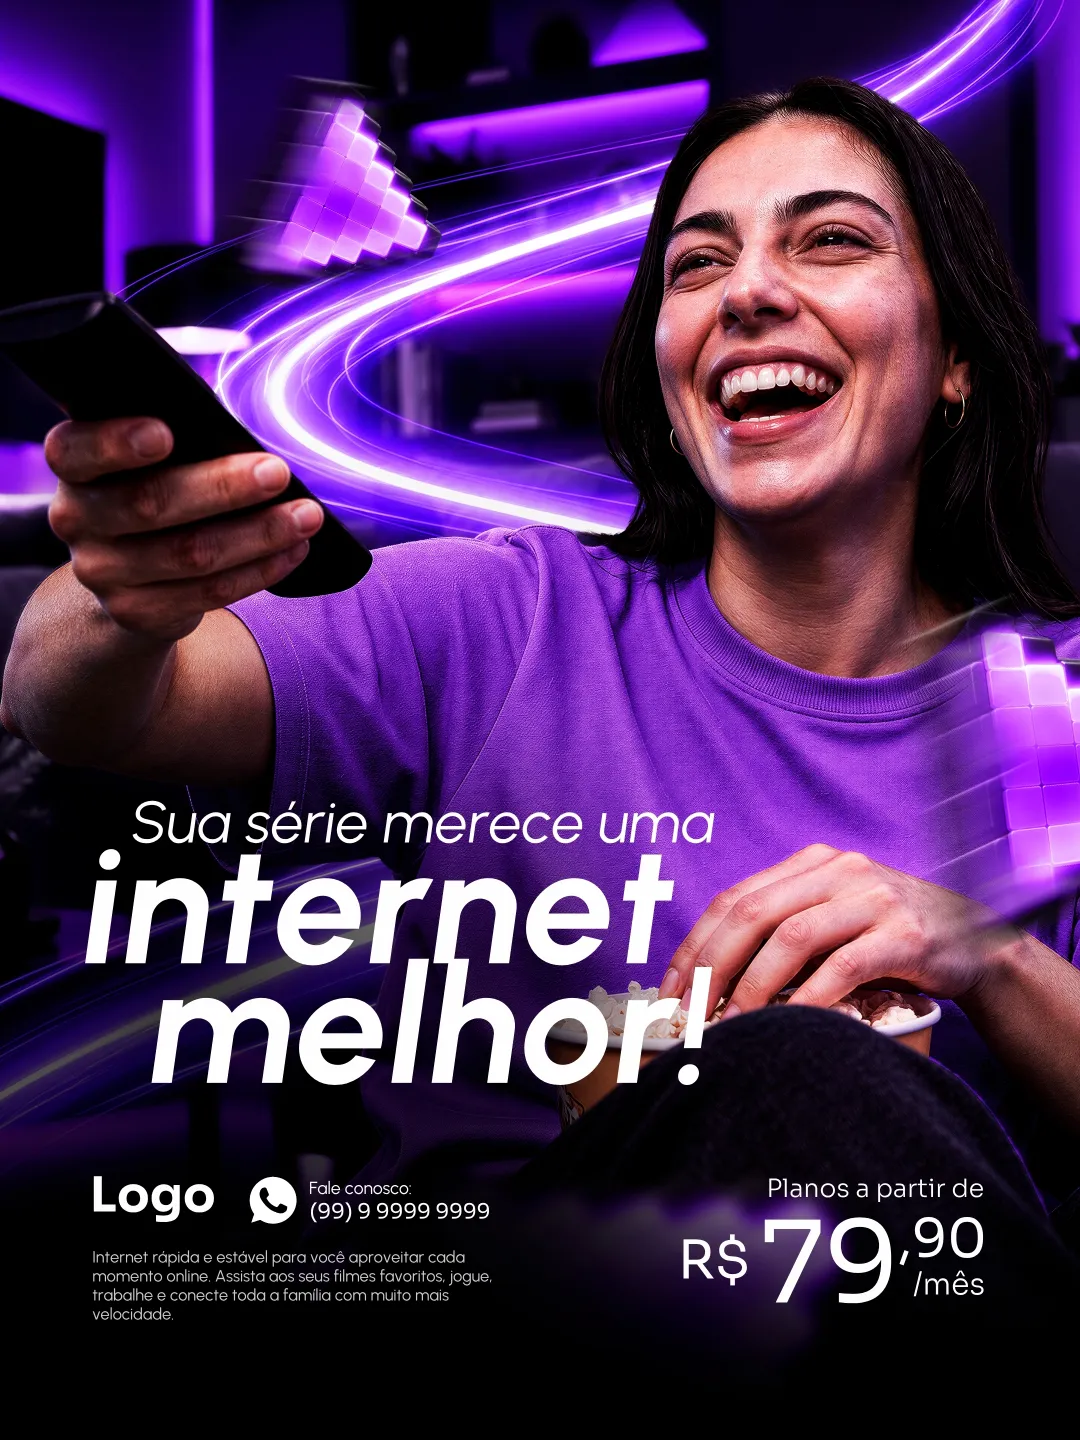 Sua série merece uma
internet
melhor!
Logo
Fale conosco:
(99) 9 9999 9999
Internet rápida e estável para você aproveitar cada
momento online. Assista aos seus filmes favoritos, jogue,
trabalhe e conecte toda a família com muito mais
velocidade.
Planos a partir de
R$ 79,90
/mês